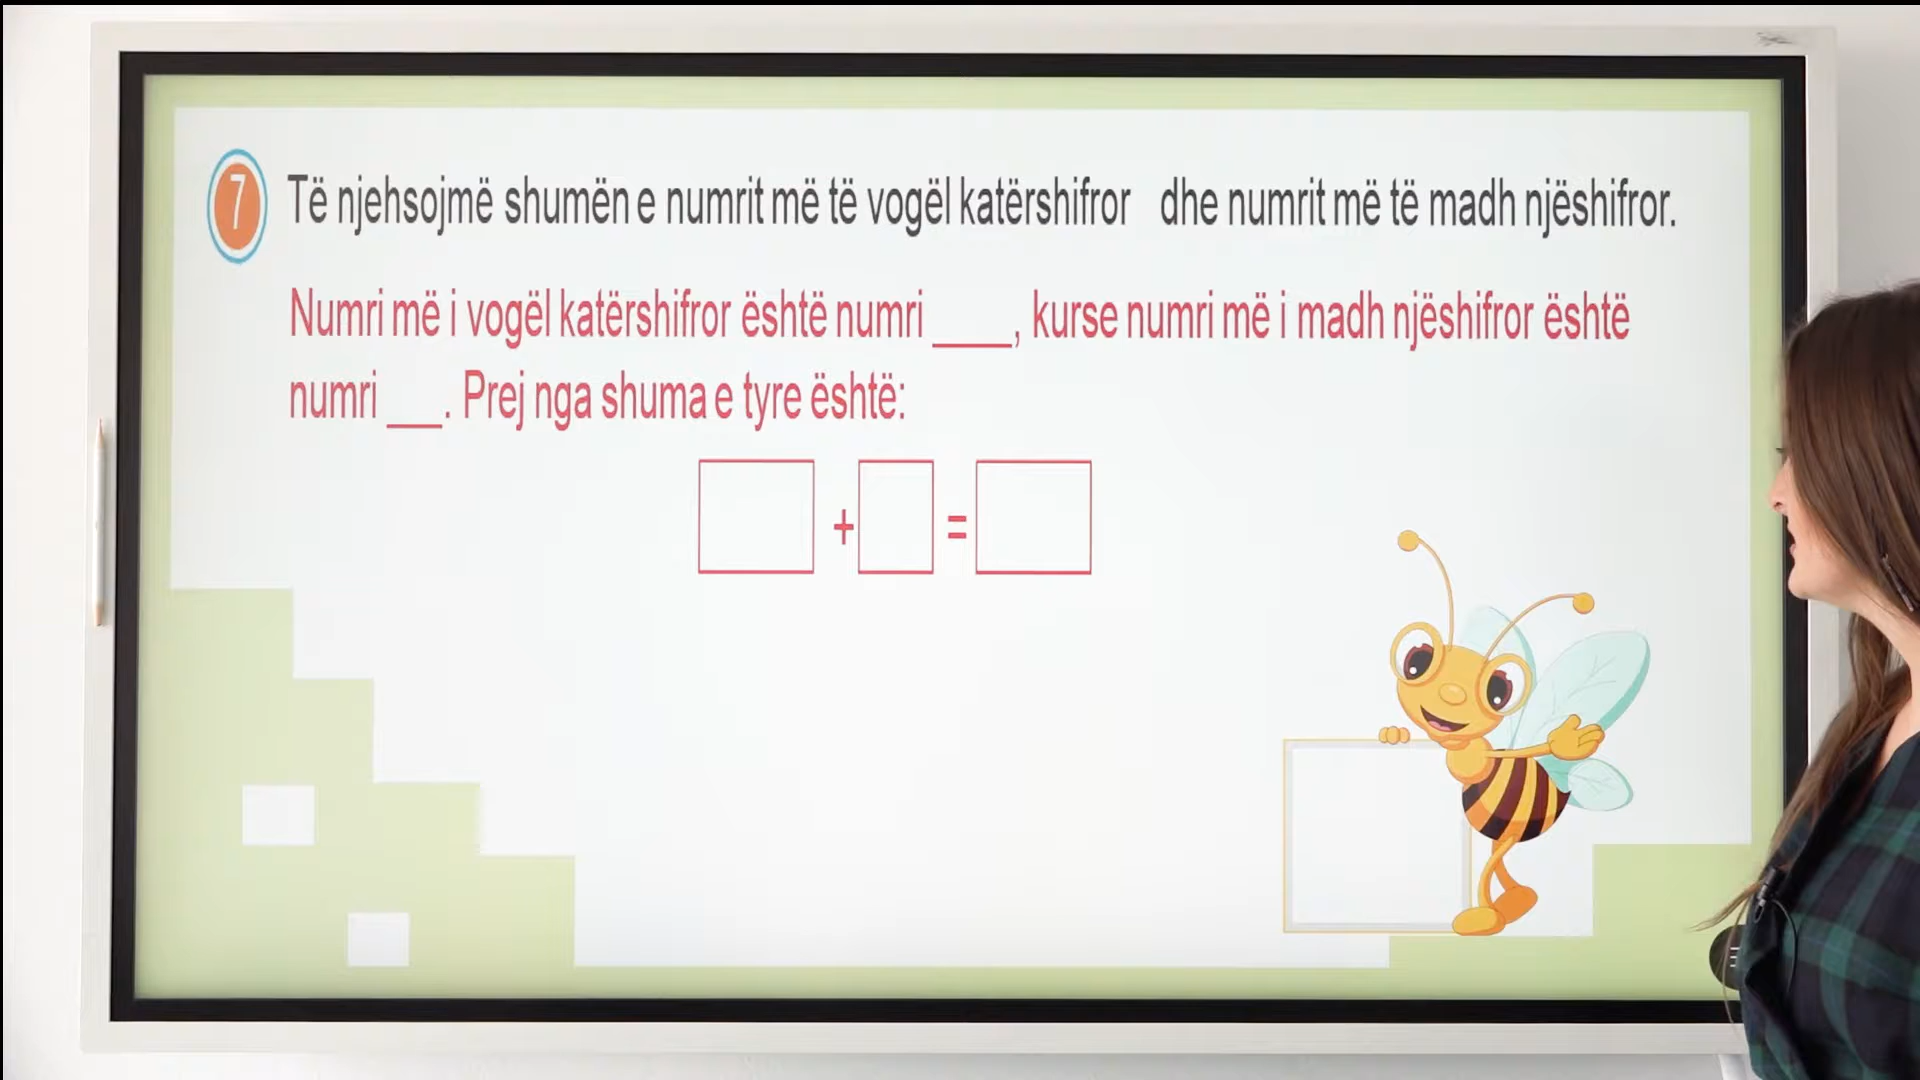 7 Të njehsojmë shumën e numrit më të vogël katërshifror dhe numrit më të madh njëshifror.
Numri më i vogël katërshifror është numri ____, kurse numri më i madh njëshifror është
numri ___. Prej nga shuma e tyre është:
+ =